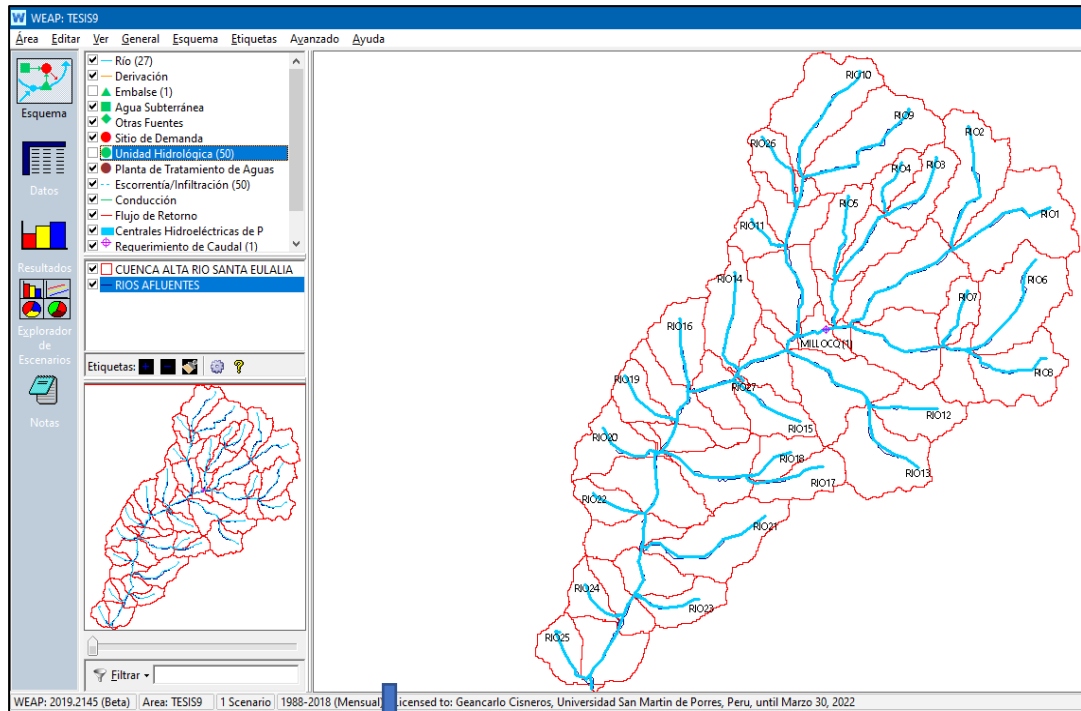 WEAP: TESIS9
Área Editar Ver General Esquema Etiquetas Avanzado Ayuda
Esquema
Datos
Resultados
Explorador
de
Escenarios
Notas
Río (27)
Derivación
Embalse (1)
Agua Subterránea
Otras Fuentes
Sitio de Demanda
Unidad Hidrológica (50)
Planta de Tratamiento de Aguas
Escorrentía/Infiltración (50)
Conducción
Flujo de Retorno
Centrales Hidroeléctricas de P
Requerimiento de Caudal (1)
CUENCA ALTA RIO SANTA EULALIA
RIOS AFLUENTES
Etiquetas:
Filtrar
RIO10
RIO9
RIO26
RIO2
RIO4
RIO3
RIO5
RIO1
RIO11
RIO14
RIO6
RIO7
RIO16
MILLOCQ (1)
RIO8
RIO19
RIO27
RIO12
RIO15
RIO20
RIO18
RIO13
RIO17
RIO22
RIO21
RIO24
RIO23
RIO25
WEAP: 2019.2145 (Beta) Area: TESIS9 1 Scenario 1988-2018 (Mensual) Licensed to: Geancarlo Cisneros, Universidad San Martin de Porres, Peru, until Marzo 30, 2022